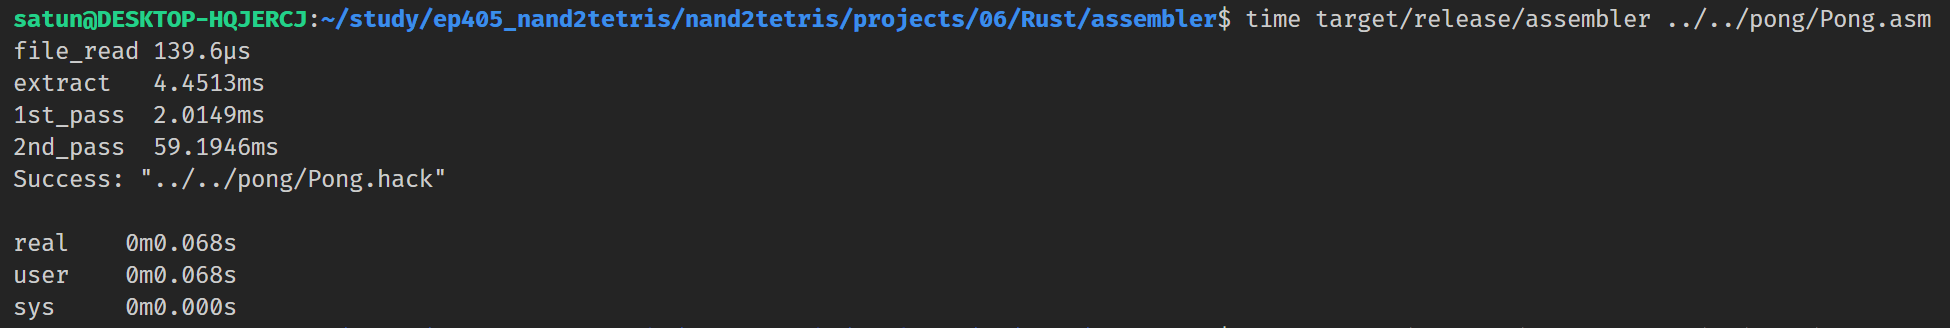 satun@DESKTOP-HQJERCJ:~/study/ep405_nand2tetris/nand2tetris/projects/06/Rust/assembler$ time target/release/assembler ../../pong/Pong.asm
file_read 139.6µs
extract   4.4513ms
1st_pass  2.0149ms
2nd_pass  59.1946ms
Success: "../../pong/Pong.hack"
real    0m0.068s
user    0m0.068s
sys     0m0.000s